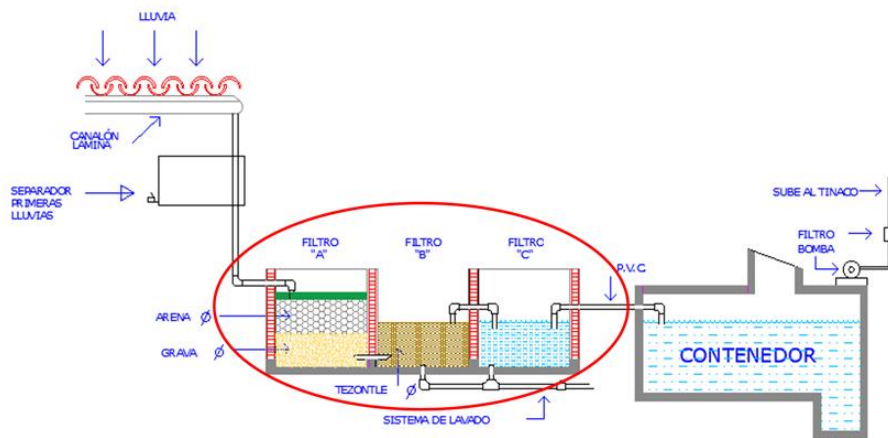 LLUVIA
CANALÓN
LAMINA
SEPARADOR
PRIMERAS
LLUVIAS
SUBE AL TINACO
FILTRO
BOMBA
FILTRO
"A"
FILTRO
"B"
FILTRO
"C"
P.V.C.
ARENA Ø
GRAVA Ø
TEZONTLE Ø
SISTEMA DE LAVADO
CONTENEDOR